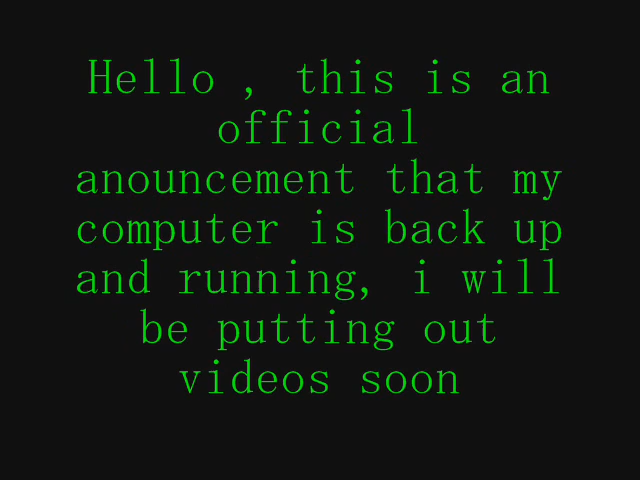 Hello , this is an
official
anouncement that my
computer is back up
and running, i will
be putting out
videos soon